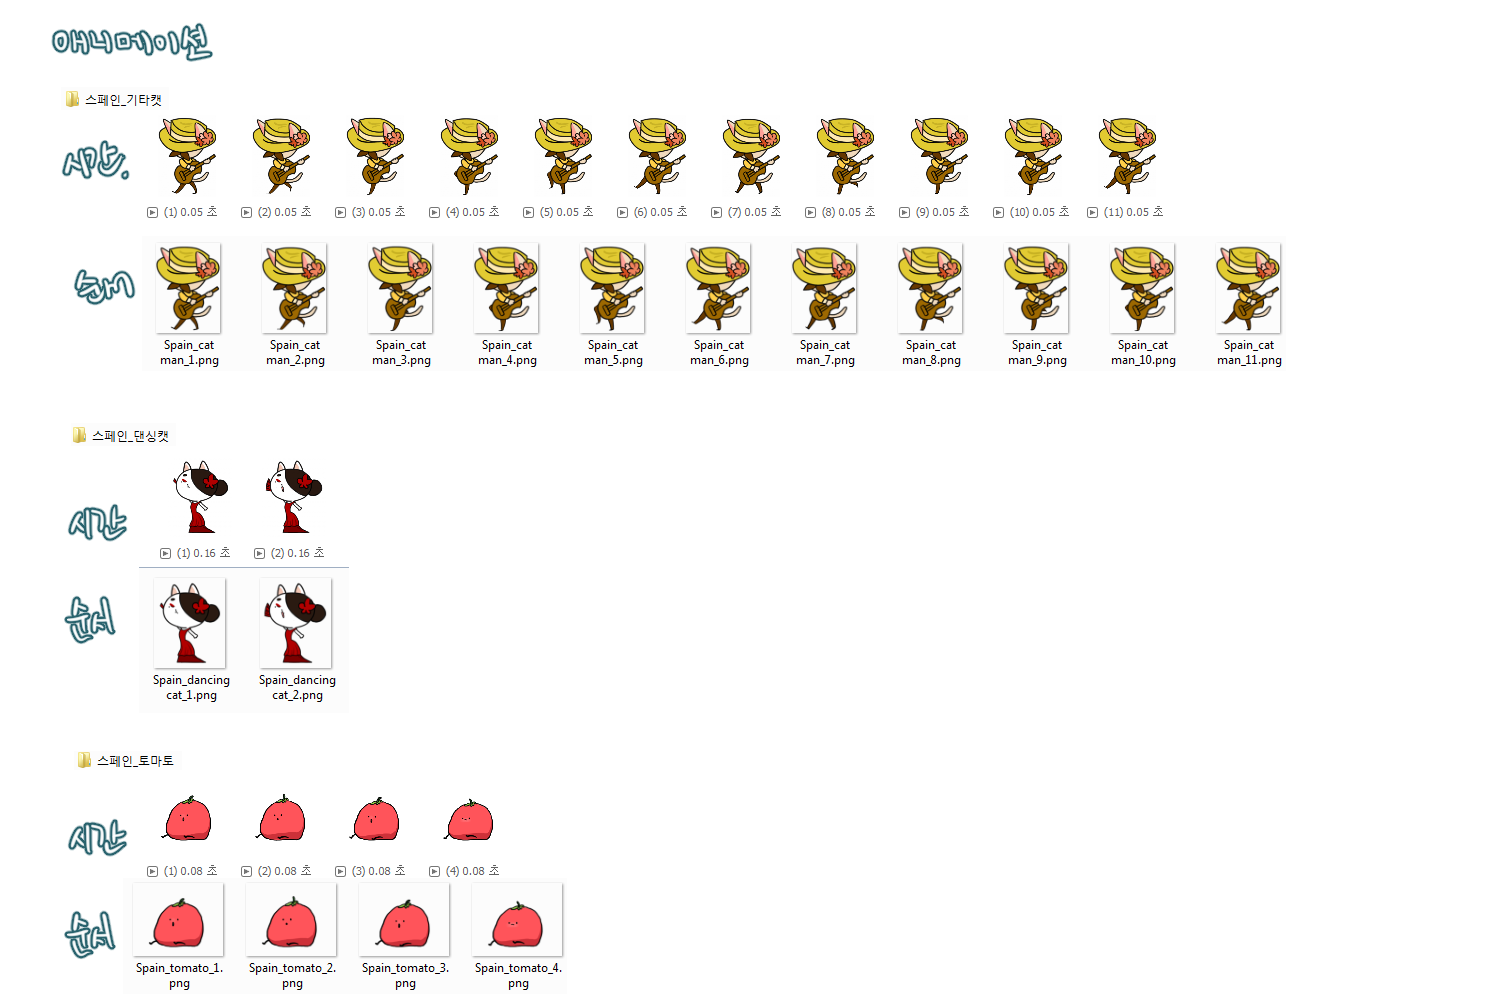 애니메이션
스페인_기타캣
시간.
(1) 0.05 초 (2) 0.05 초 (3) 0.05 초 (4) 0.05 초 (5) 0.05 초 (6) 0.05 초 (7) 0.05 초 (8) 0.05 초 (9) 0.05 초 (10) 0.05 초 (11) 0.05 초
순서
Spain_cat Spain_cat Spain_cat Spain_cat Spain_cat Spain_cat Spain_cat Spain_cat Spain_cat Spain_cat Spain_cat
man_1.png man_2.png man_3.png man_4.png man_5.png man_6.png man_7.png man_8.png man_9.png man_10.png man_11.png
스페인_댄싱캣
시간
(1) 0.16 초 (2) 0.16 초
순서
Spain_dancing Spain_dancing
cat_1.png cat_2.png
스페인_토마토
시간
(1) 0.08 초 (2) 0.08 초 (3) 0.08 초 (4) 0.08 초
순서
Spain_tomato_1. Spain_tomato_2. Spain_tomato_3. Spain_tomato_4.
png png png png